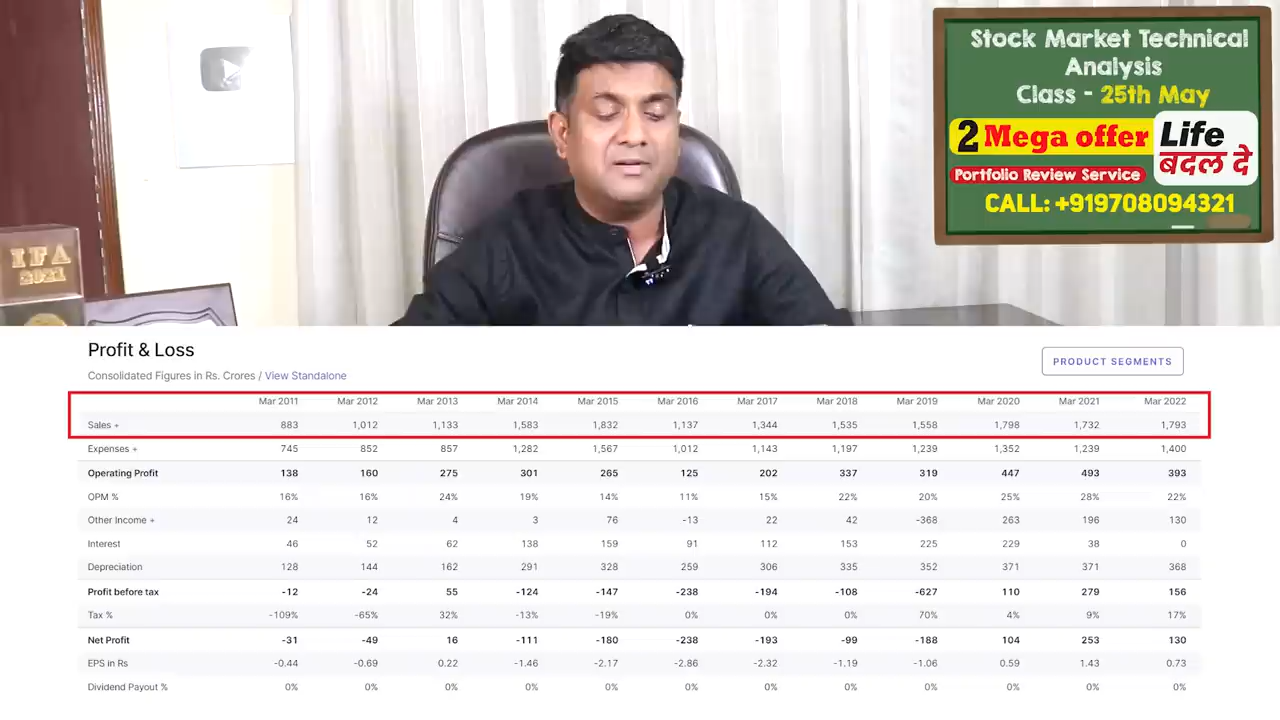 IFA
2021
Stock Market Technical
Analysis
Class - 25th May
2 Mega offer
Life
बदल दे
Portfolio Review Service
CALL: +919708094321
Profit & Loss
PRODUCT SEGMENTS
Consolidated Figures in Rs. Crores / View Standalone
Mar 2011 Mar 2012 Mar 2013 Mar 2014 Mar 2015 Mar 2016 Mar 2017 Mar 2018 Mar 2019 Mar 2020 Mar 2021 Mar 2022
Sales + 883 1,012 1,133 1,583 1,832 1,137 1,344 1,535 1,558 1,798 1,732 1,793
Expenses + 745 852 857 1,282 1,567 1,012 1,143 1,197 1,239 1,352 1,239 1,400
Operating Profit 138 160 275 301 265 125 202 337 319 447 493 393
OPM % 16% 16% 24% 19% 14% 11% 15% 22% 20% 25% 28% 22%
Other Income + 24 12 4 3 76 -13 22 42 -368 263 196 130
Interest 46 52 62 138 159 91 112 153 225 229 38 0
Depreciation 128 144 162 291 328 259 306 335 352 371 371 368
Profit before tax -12 -24 55 -124 -147 -238 -194 -108 -627 110 279 156
Tax % -109% -65% 32% -13% -19% 0% 0% 0% 70% 4% 9% 17%
Net Profit -31 -49 16 -111 -180 -238 -193 -99 -188 104 253 130
EPS in Rs -0.44 -0.69 0.22 -1.46 -2.17 -2.86 -2.32 -1.19 -1.06 0.59 1.43 0.73
Dividend Payout % 0% 0% 0% 0% 0% 0% 0% 0% 0% 0% 0% 0%